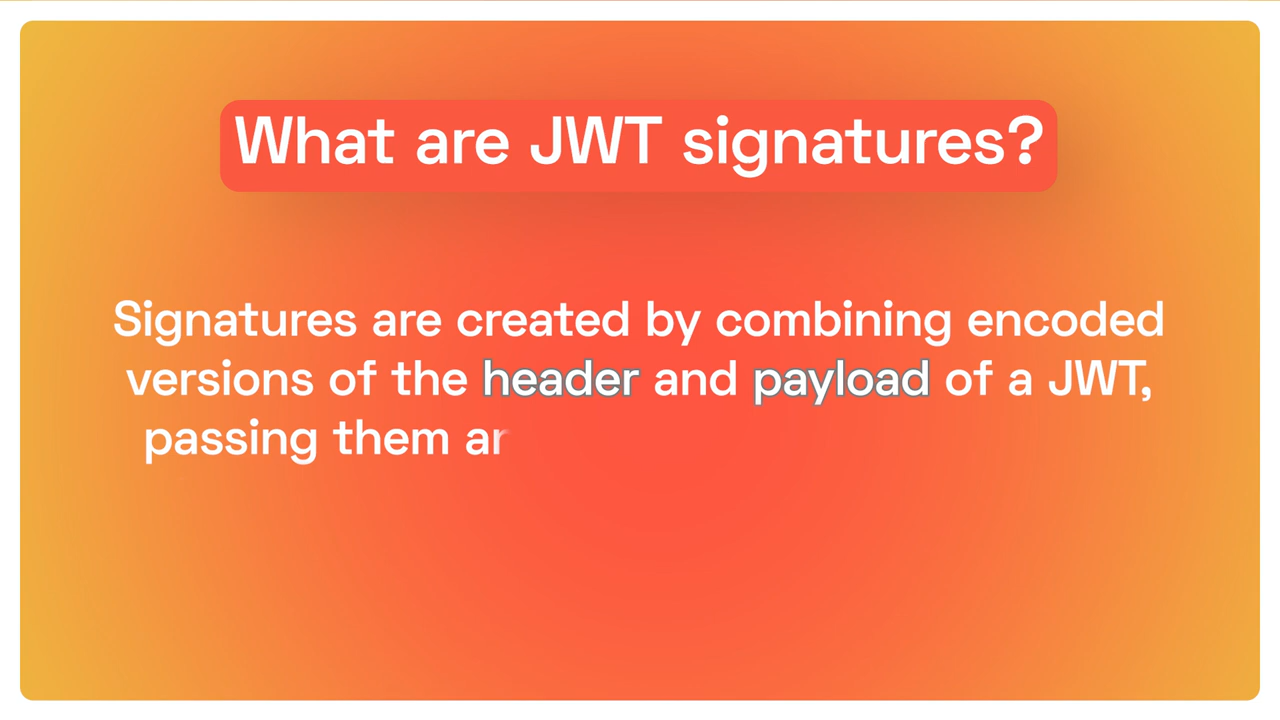 What are JWT signatures?
Signatures are created by combining encoded
versions of the header and payload of a JWT,
passing them